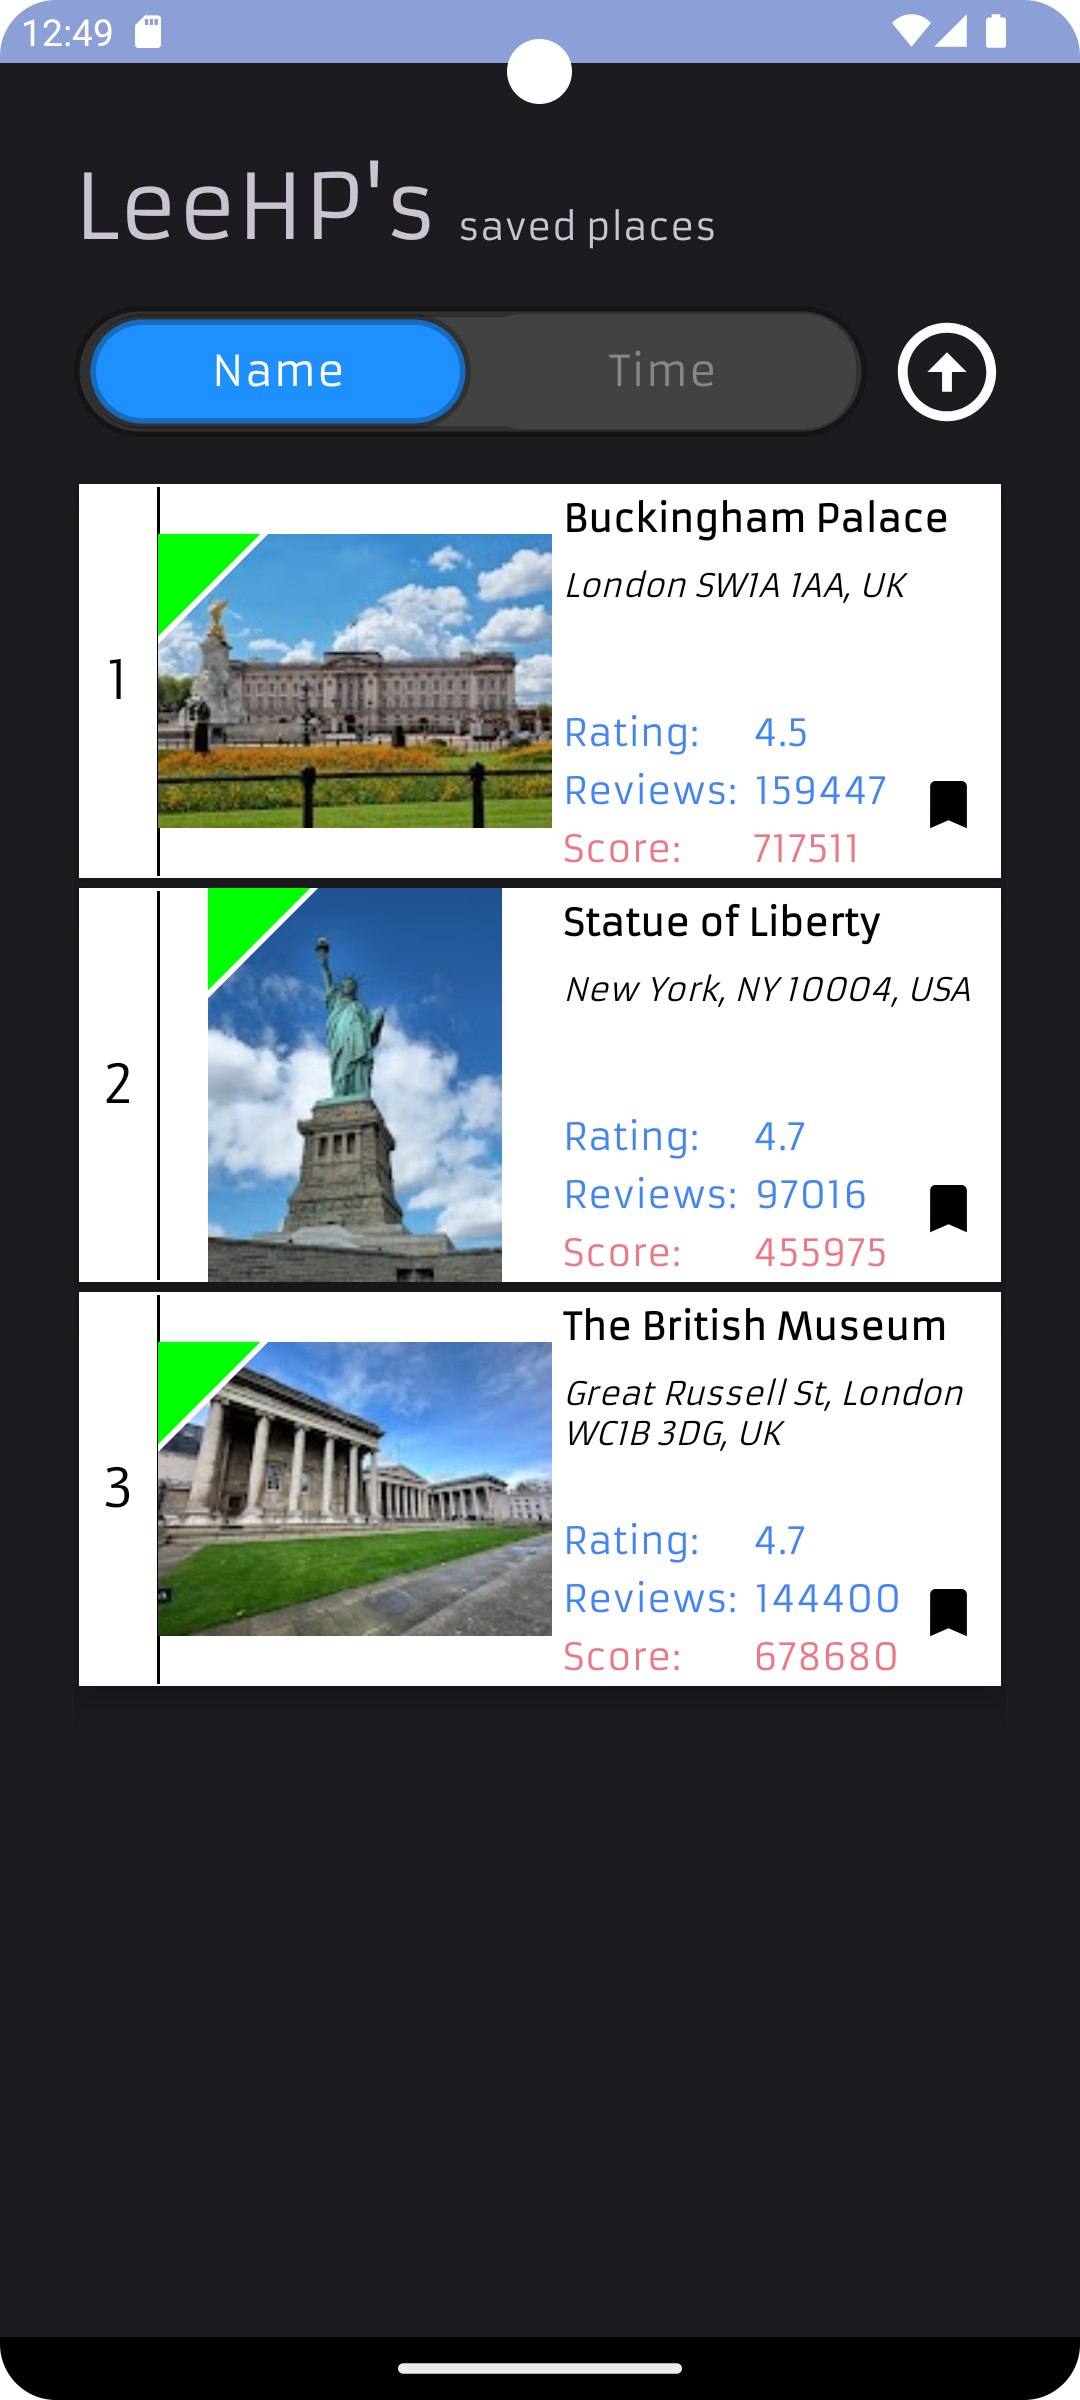 12:49
LeeHP's saved places
Name Time
1
Buckingham Palace
London SW1A 1AA, UK
Rating: 4.5
Reviews: 159447
Score: 717511
2
Statue of Liberty
New York, NY 10004, USA
Rating: 4.7
Reviews: 97016
Score: 455975
3
The British Museum
Great Russell St, London
WC1B 3DG, UK
Rating: 4.7
Reviews: 144400
Score: 678680